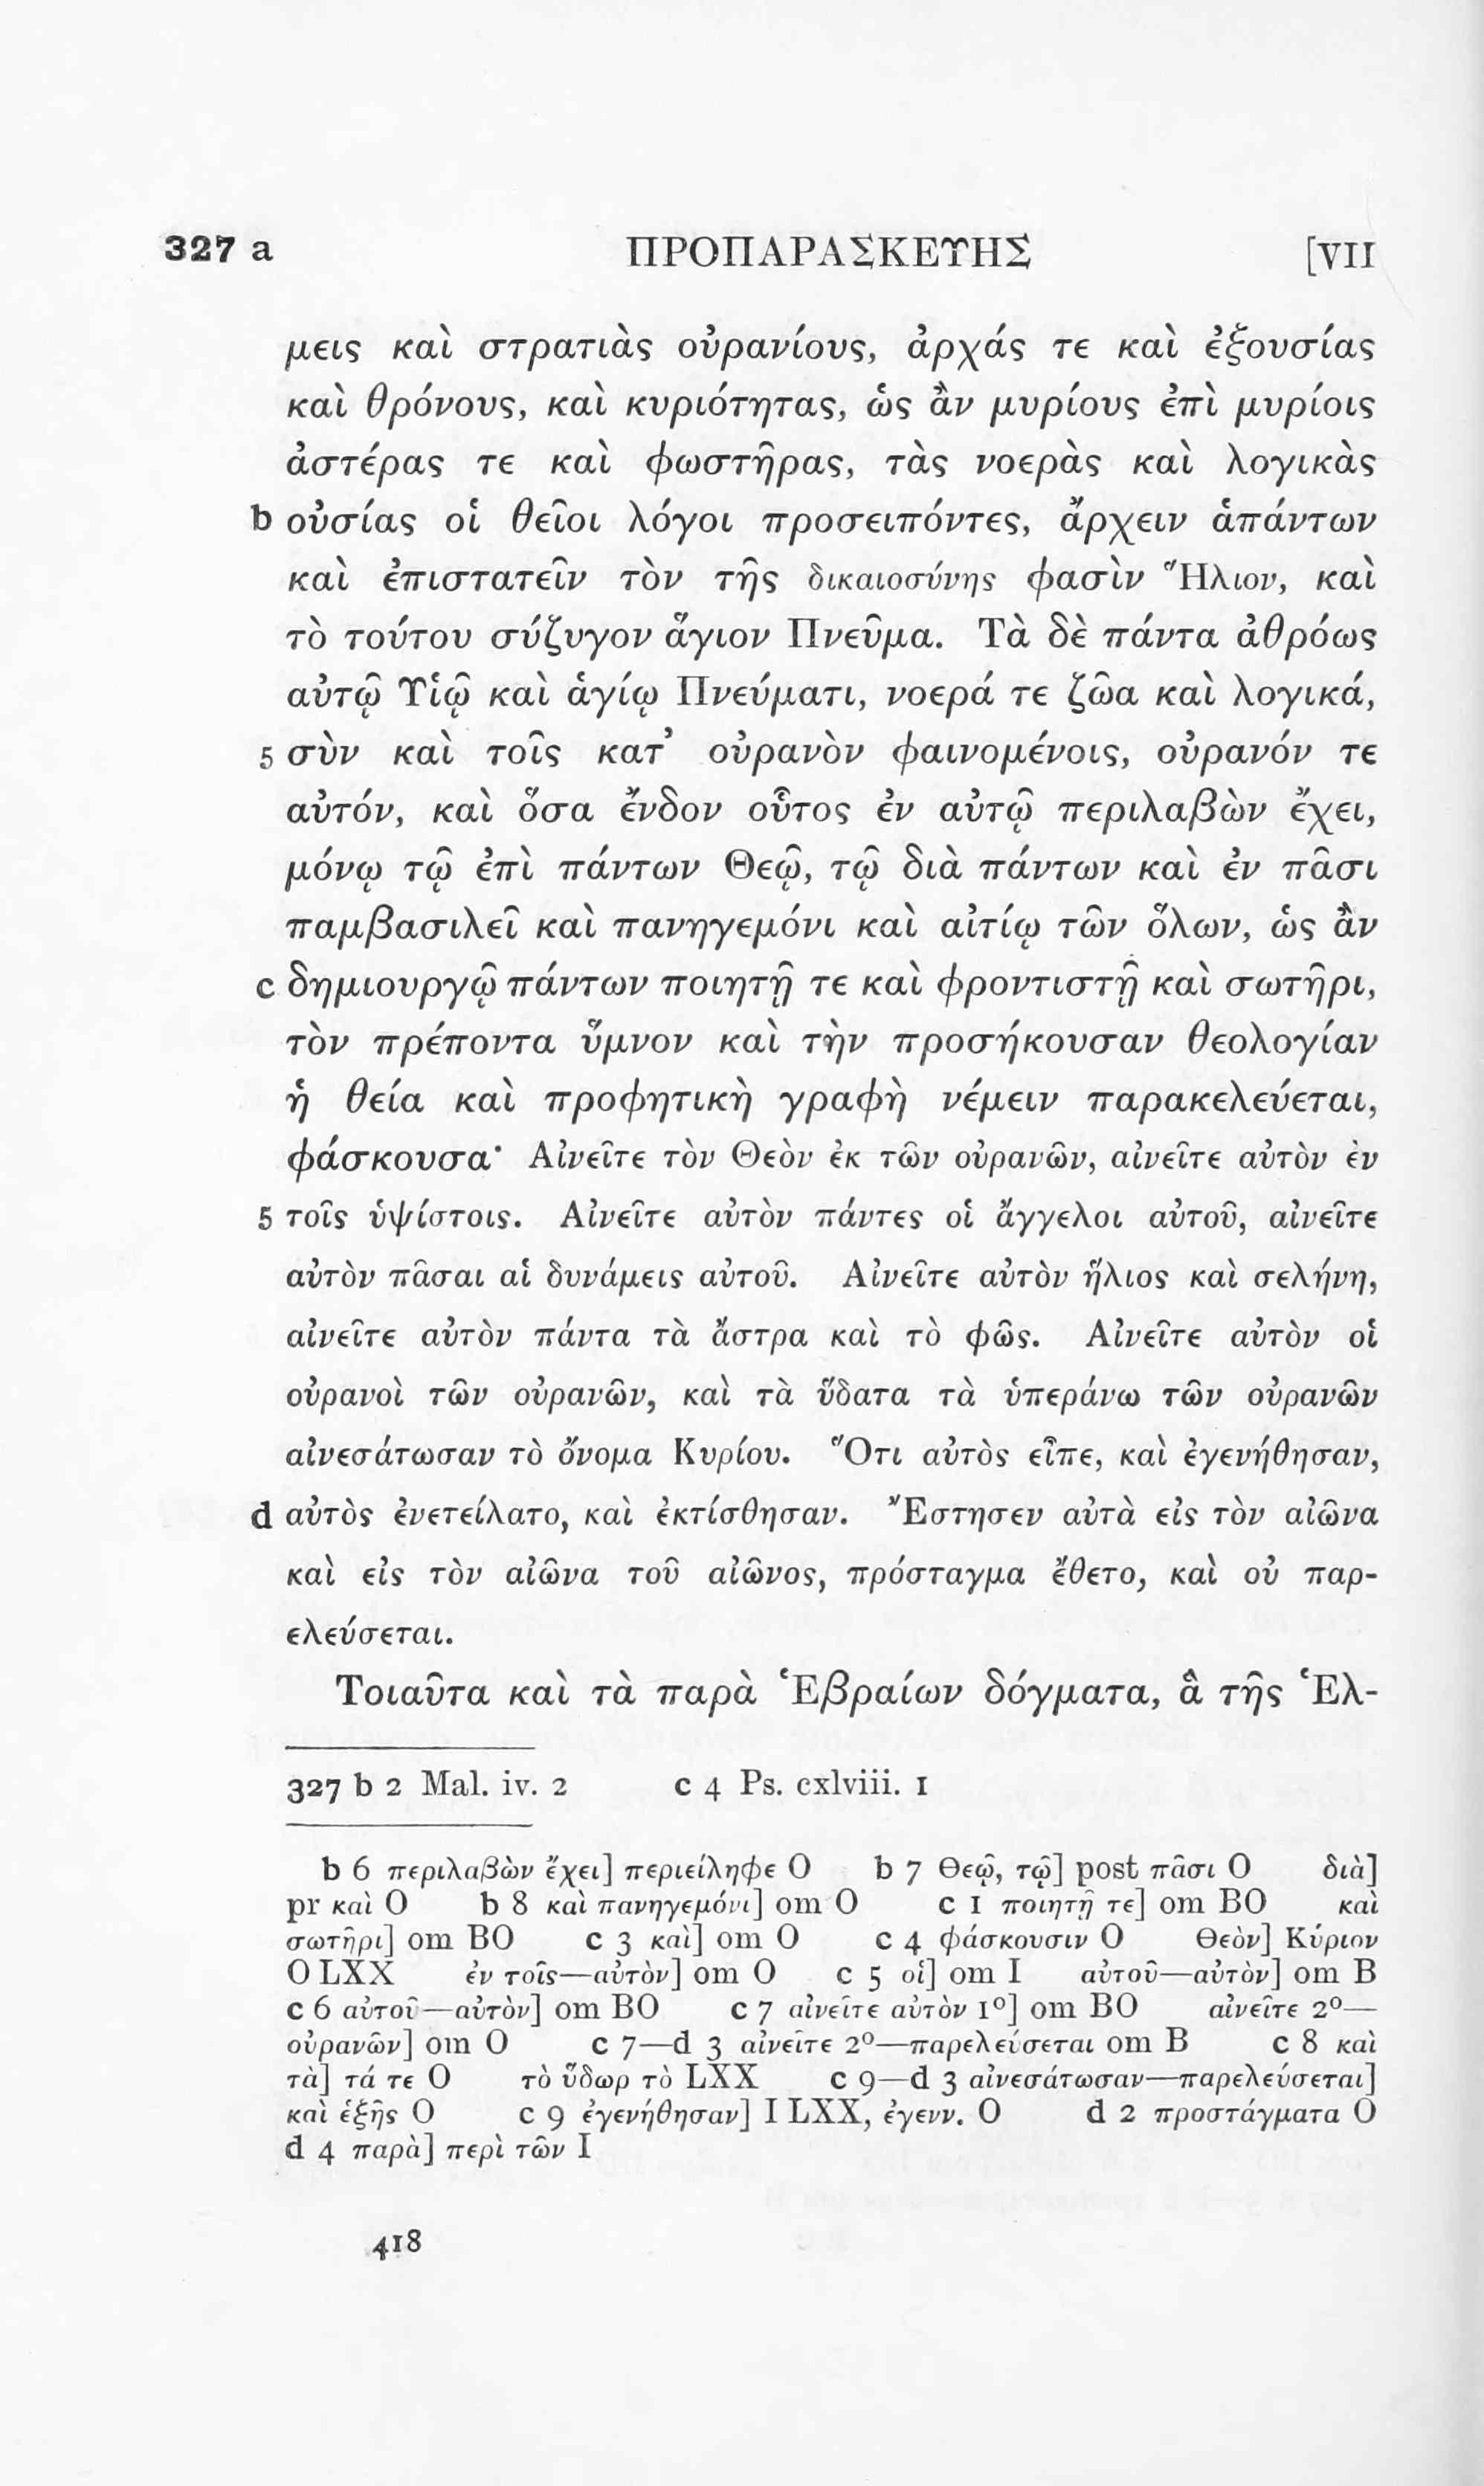 327 a ΠΡΟΠΑΡΑΣΚΕΥΗΣ [VII
μεις καὶ στρατιὰς οὐρανίους, ἀρχάς τε καὶ ἐξουσίας
καὶ θρόνους, καὶ κυριότητας, ὡς ἂν μυρίους ἐπὶ μυρίοις
ἀστέρας τε καὶ φωστῆρας, τὰς νοερὰς καὶ λογικὰς
b οὐσίας οἱ θεῖοι λόγοι προσειπόντες, ἄρχειν ἁπάντων
καὶ ἐπιστατεῖν τὸν τῆς δικαιοσύνης φασὶν Ἥλιον, καὶ
τὸ τούτου σύζυγον ἅγιον Πνεῦμα. Τὰ δὲ πάντα ἀθρόως
αὐτῷ Υἱῷ καὶ ἁγίῳ Πνεύματι, νοερά τε ζῶα καὶ λογικά,
5 σὺν καὶ τοῖς κατ’ οὐρανὸν φαινομένοις, οὐρανόν τε
αὐτόν, καὶ ὅσα ἔνδον οὗτος ἐν αὐτῷ περιλαβὼν ἔχει,
μόνῳ τῷ ἐπὶ πάντων Θεῷ, τῷ διὰ πάντων καὶ ἐν πᾶσι
παμβασιλεῖ καὶ πανηγεμόνι καὶ αἰτίῳ τῶν ὅλων, ὡς ἂν
c δημιουργῷ πάντων ποιητῇ τε καὶ φροντιστῇ καὶ σωτῆρι,
τὸν πρέποντα ὕμνον καὶ τὴν προσήκουσαν θεολογίαν
ἡ θεία καὶ προφητικὴ γραφὴ νέμειν παρακελεύεται,
φάσκουσα· Αἰνεῖτε τὸν Θεὸν ἐκ τῶν οὐρανῶν, αἰνεῖτε αὐτὸν ἐν
5 τοῖς ὑψίστοις. Αἰνεῖτε αὐτὸν πάντες οἱ ἄγγελοι αὐτοῦ, αἰνεῖτε
αὐτὸν πᾶσαι αἱ δυνάμεις αὐτοῦ. Αἰνεῖτε αὐτὸν ἥλιος καὶ σελήνη,
αἰνεῖτε αὐτὸν πάντα τὰ ἄστρα καὶ τὸ φῶς. Αἰνεῖτε αὐτὸν οἱ
οὐρανοὶ τῶν οὐρανῶν, καὶ τὰ ὕδατα τὰ ὑπεράνω τῶν οὐρανῶν
αἰνεσάτωσαν τὸ ὄνομα Κυρίου. Ὅτι αὐτὸς εἶπε, καὶ ἐγενήθησαν,
d αὐτὸς ἐνετείλατο, καὶ ἐκτίσθησαν. Ἔστησεν αὐτὰ εἰς τὸν αἰῶνα
καὶ εἰς τὸν αἰῶνα τοῦ αἰῶνος, πρόσταγμα ἔθετο, καὶ οὐ παρ-
ελεύσεται.
Τοιαῦτα καὶ τὰ παρὰ Ἑβραίων δόγματα, ἃ τῆς Ἑλ-
327 b 2 Mal. iv. 2 c 4 Ps. cxlviii. 1
b 6 περιλαβὼν ἔχει] περιείληφε O b 7 Θεῷ, τῷ] post πᾶσι O διὰ]
pr καὶ O b 8 καὶ πανηγεμόνι] om O c 1 ποιητῇ τε] om BO καὶ
σωτῆρι] om BO c 3 καὶ] om O c 4 φάσκουσιν O Θεὸν] Κύριον
O LXX ἐν τοῖς—αὐτὸν] om O c 5 οἱ] om I αὐτοῦ—αὐτὸν] om B
c 6 αὐτοῦ—αὐτὸν] om BO c 7 αἰνεῖτε αὐτὸν 1º] om BO αἰνεῖτε 2º—
οὐρανῶν] om O c 7—d 3 αἰνεῖτε 2º—παρελεύσεται om B c 8 καὶ
τὰ] τά τε O τὸ ὕδωρ τὸ LXX c 9—d 3 αἰνεσάτωσαν—παρελεύσεται]
καὶ ἑξῆς O c 9 ἐγενήθησαν] I LXX, ἐγενν. O d 2 προστάγματα O
d 4 παρὰ] περὶ τῶν I
418